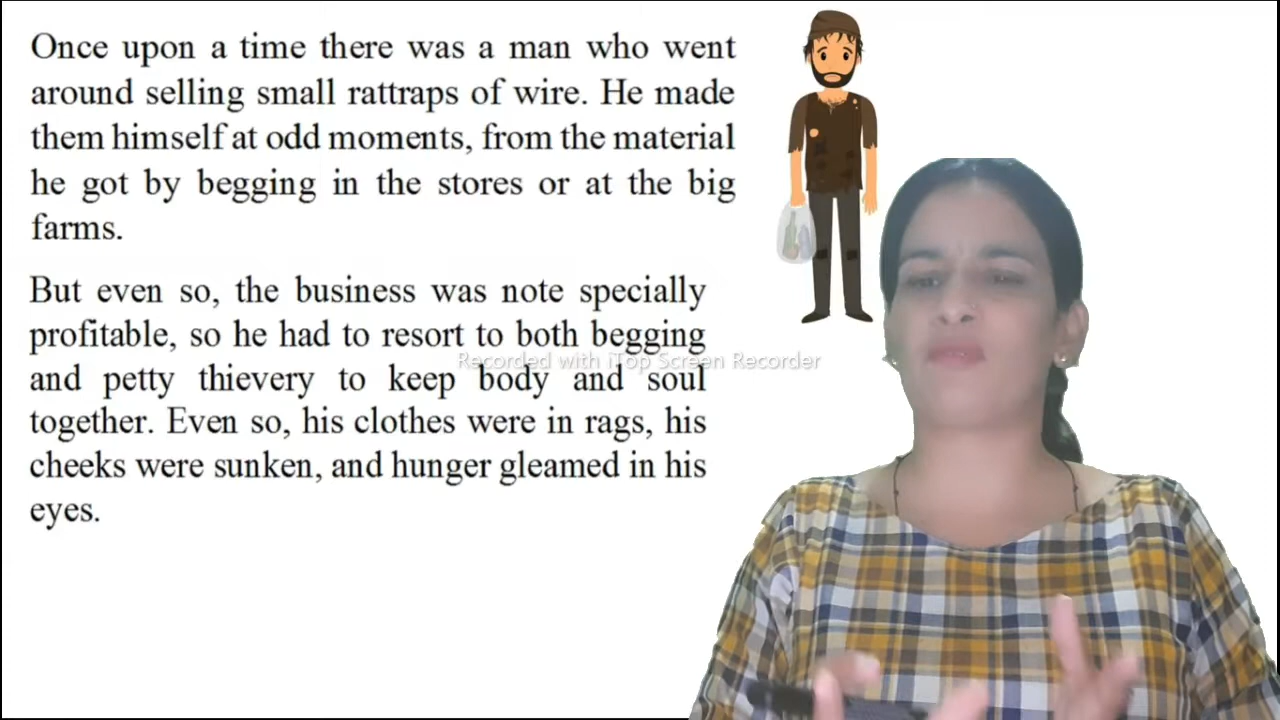 Once upon a time there was a man who went
around selling small rattraps of wire. He made
them himself at odd moments, from the material
he got by begging in the stores or at the big
farms.
But even so, the business was note specially
profitable, so he had to resort to both begging
Recorded with iTop Screen Recorder
and petty thievery to keep body and soul
together. Even so, his clothes were in rags, his
cheeks were sunken, and hunger gleamed in his
eyes.